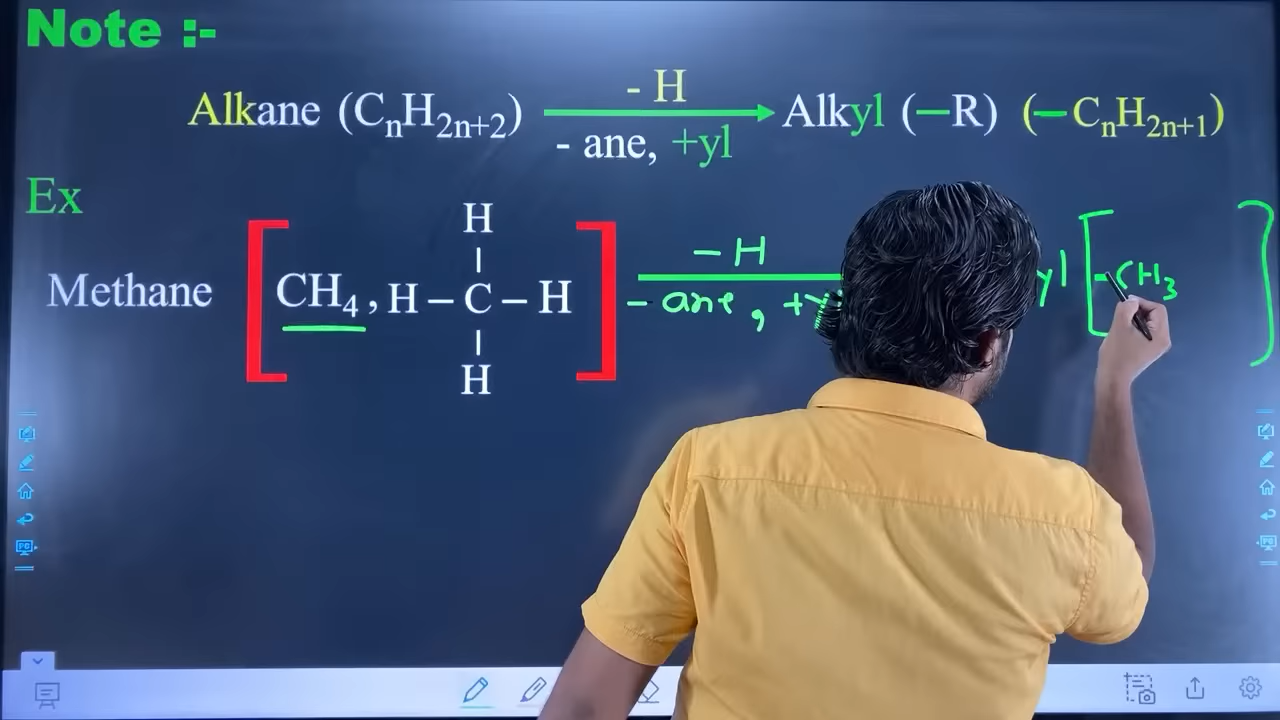 Note :-
- H
Alkane (CₙH₂ₙ₊₂) Alkyl (–R) (–CₙH₂ₙ₊₁)
- ane, +yl
Ex
H
– H
Methane [CH₄, H – C – H] yl [-CH₃ ]
- ane, +y
H